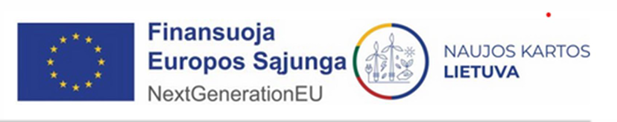 Finansuoja
Europos Sąjunga
NextGenerationEU
NAUJOS KARTOS
LIETUVA